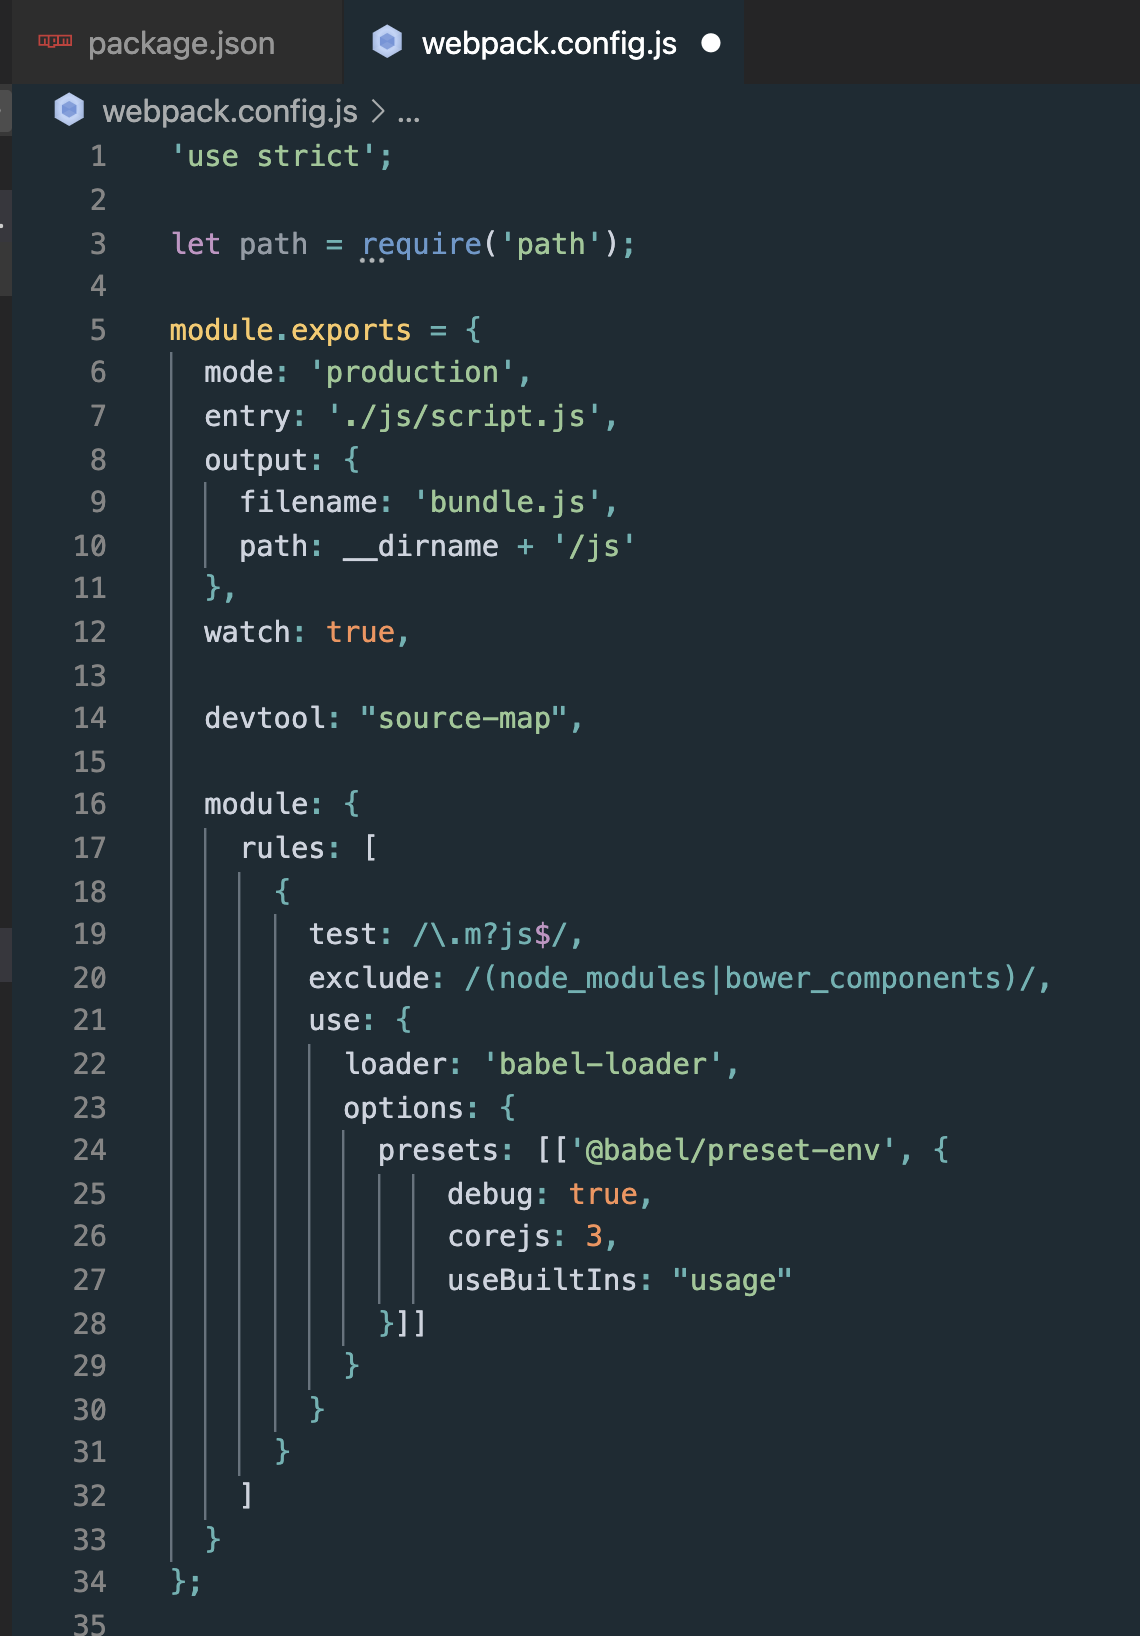 npm package.json webpack.config.js
webpack.config.js > ...
1 'use strict';
2
3 let path = require('path');
4
5 module.exports = {
6   mode: 'production',
7   entry: './js/script.js',
8   output: {
9     filename: 'bundle.js',
10     path: __dirname + '/js'
11   },
12   watch: true,
13
14   devtool: "source-map",
15
16   module: {
17     rules: [
18       {
19         test: /\.m?js$/,
20         exclude: /(node_modules|bower_components)/,
21         use: {
22           loader: 'babel-loader',
23           options: {
24             presets: [['@babel/preset-env', {
25                 debug: true,
26                 corejs: 3,
27                 useBuiltIns: "usage"
28             }]]
29           }
30         }
31       }
32     ]
33   }
34 };
35